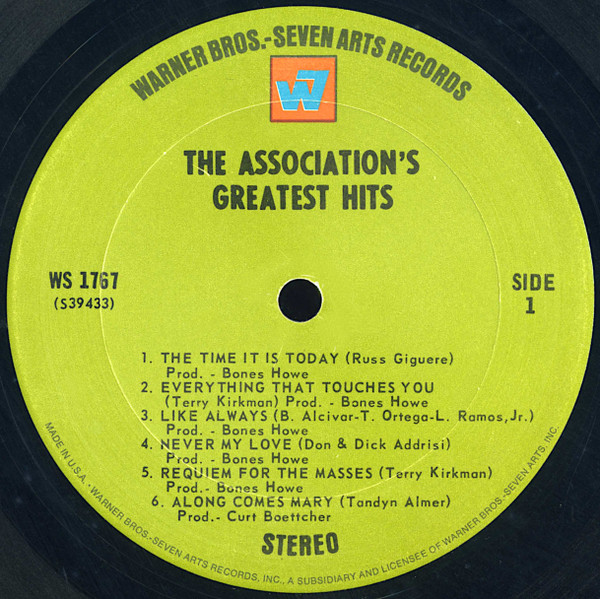 WARNER BROS.-SEVEN ARTS RECORDS
W7
THE ASSOCIATION'S
GREATEST HITS
WS 1767
(S39433)
SIDE
1
1. THE TIME IT IS TODAY (Russ Giguere)
Prod. - Bones Howe
2. EVERYTHING THAT TOUCHES YOU
(Terry Kirkman) Prod. - Bones Howe
3. LIKE ALWAYS (B. Alcivar-T. Ortega-L. Ramos, Jr.)
Prod. - Bones Howe
4. NEVER MY LOVE (Don & Dick Addrisi)
Prod. - Bones Howe
5. REQUIEM FOR THE MASSES (Terry Kirkman)
Prod. - Bones Howe
6. ALONG COMES MARY (Tandyn Almer)
Prod.- Curt Boettcher
STEREO
MADE IN U.S.A. • WARNER BROS.-SEVEN ARTS RECORDS, INC., A SUBSIDIARY AND LICENSEE OF WARNER BROS.-SEVEN ARTS, INC.